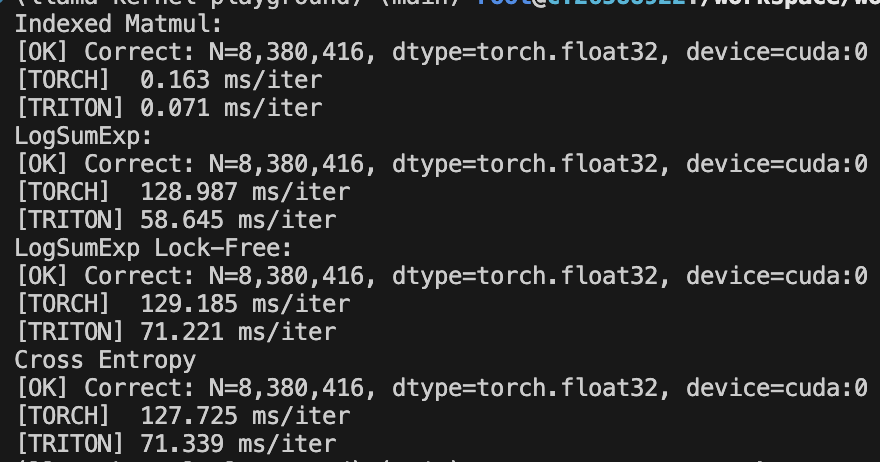 Indexed Matmul:
[OK] Correct: N=8,380,416, dtype=torch.float32, device=cuda:0
[TORCH]  0.163 ms/iter
[TRITON] 0.071 ms/iter
LogSumExp:
[OK] Correct: N=8,380,416, dtype=torch.float32, device=cuda:0
[TORCH]  128.987 ms/iter
[TRITON] 58.645 ms/iter
LogSumExp Lock-Free:
[OK] Correct: N=8,380,416, dtype=torch.float32, device=cuda:0
[TORCH]  129.185 ms/iter
[TRITON] 71.221 ms/iter
Cross Entropy
[OK] Correct: N=8,380,416, dtype=torch.float32, device=cuda:0
[TORCH]  127.725 ms/iter
[TRITON] 71.339 ms/iter